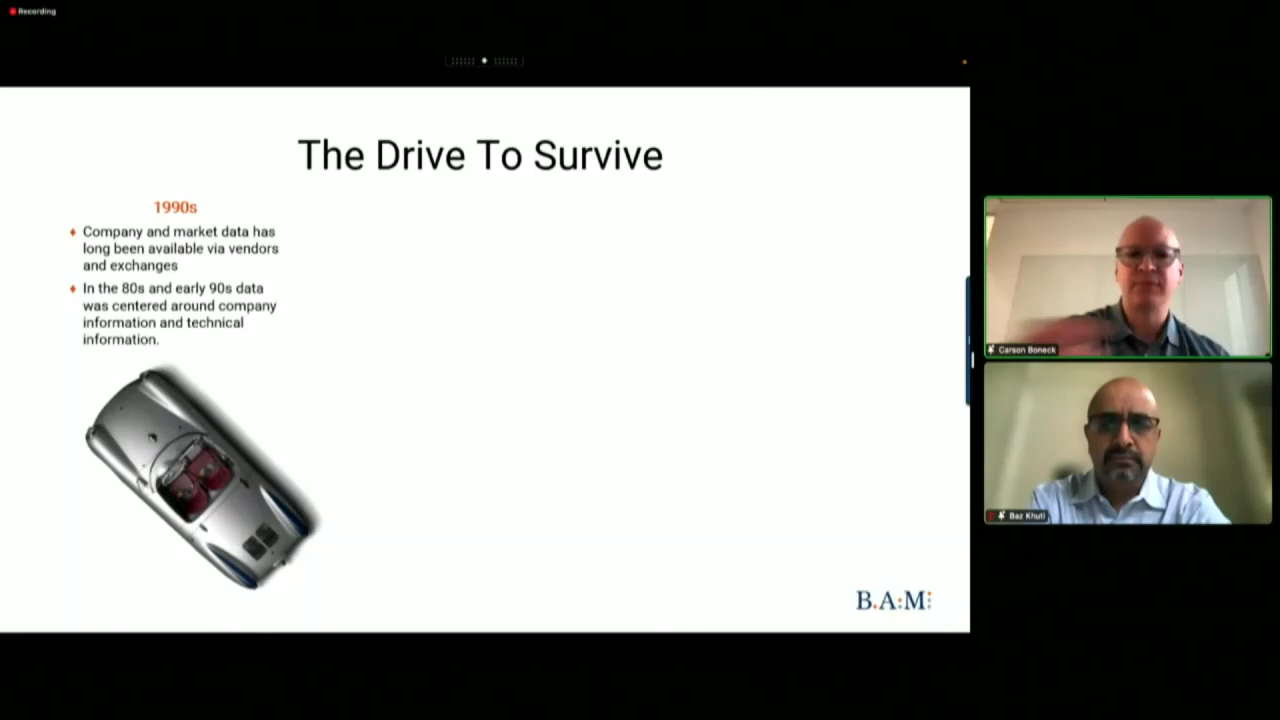 Recording
The Drive To Survive
1990s
Company and market data has
long been available via vendors
and exchanges
In the 80s and early 90s data
was centered around company
information and technical
information.
B.A:M:
Carson Boneck
Baz Khuti